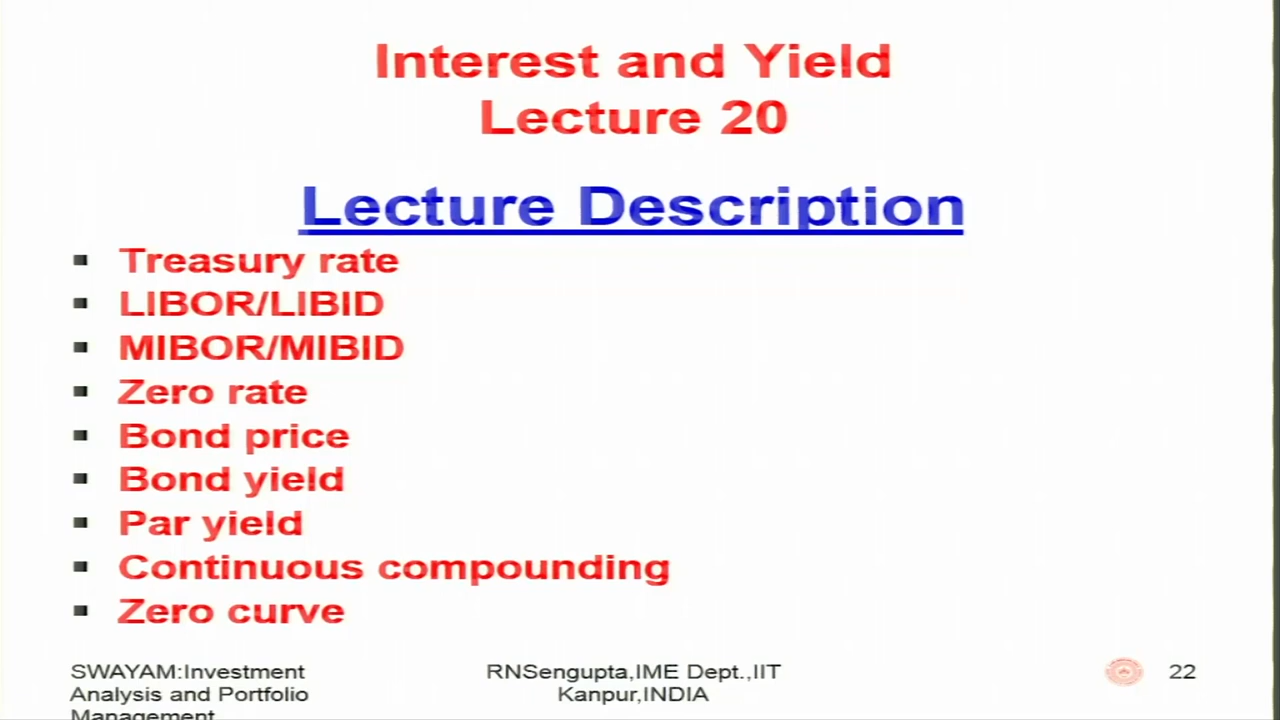 Interest and Yield
Lecture 20
Lecture Description
Treasury rate
LIBOR/LIBID
MIBOR/MIBID
Zero rate
Bond price
Bond yield
Par yield
Continuous compounding
Zero curve
SWAYAM:Investment
Analysis and Portfolio
Management
RNSengupta,IME Dept.,IIT
Kanpur,INDIA
22